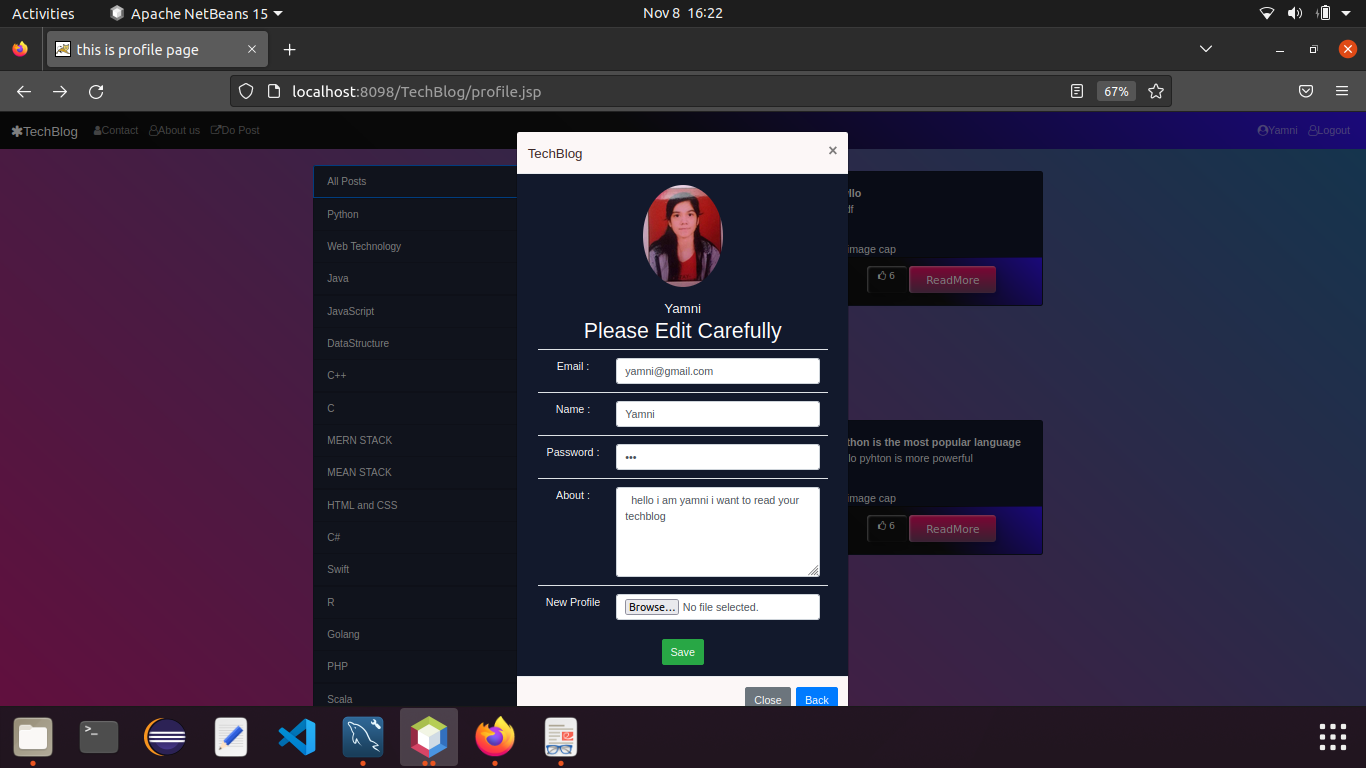 Activities
Apache NetBeans 15
Nov 8 16:22
this is profile page
localhost:8098/TechBlog/profile.jsp
67%
TechBlog
Contact
About us
Do Post
Yamni
Logout
All Posts
Python
Web Technology
Java
JavaScript
DataStructure
C++
C
MERN STACK
MEAN STACK
HTML and CSS
C#
Swift
R
Golang
PHP
Scala
TechBlog
×
Yamni
Please Edit Carefully
Email :
yamni@gmail.com
Name :
Yamni
Password :
•••
About :
hello i am yamni i want to read your
techblog
New Profile
Browse... No file selected.
Save
Close
Back
image cap
6
ReadMore
thon is the most popular language
lo pyhton is more powerful
image cap
6
ReadMore